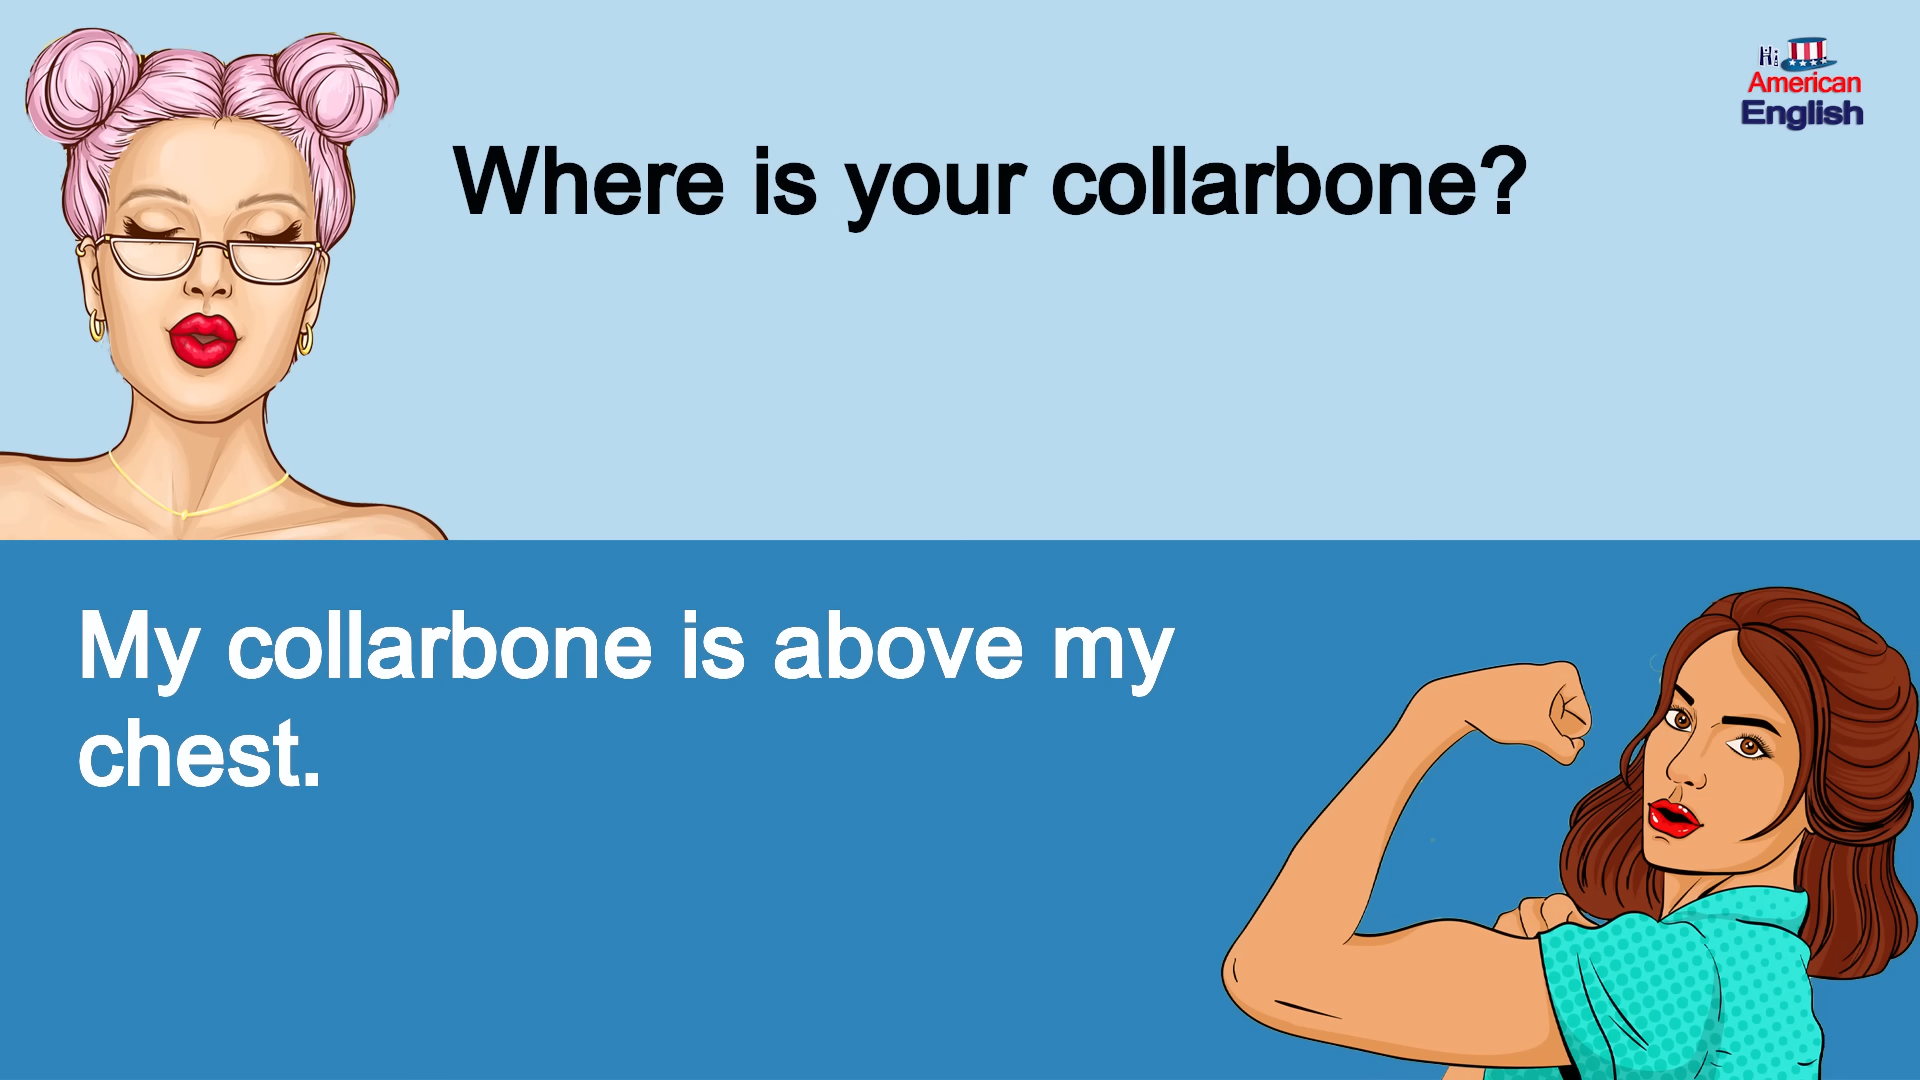 Hi
American
English
Where is your collarbone?
My collarbone is above my
chest.